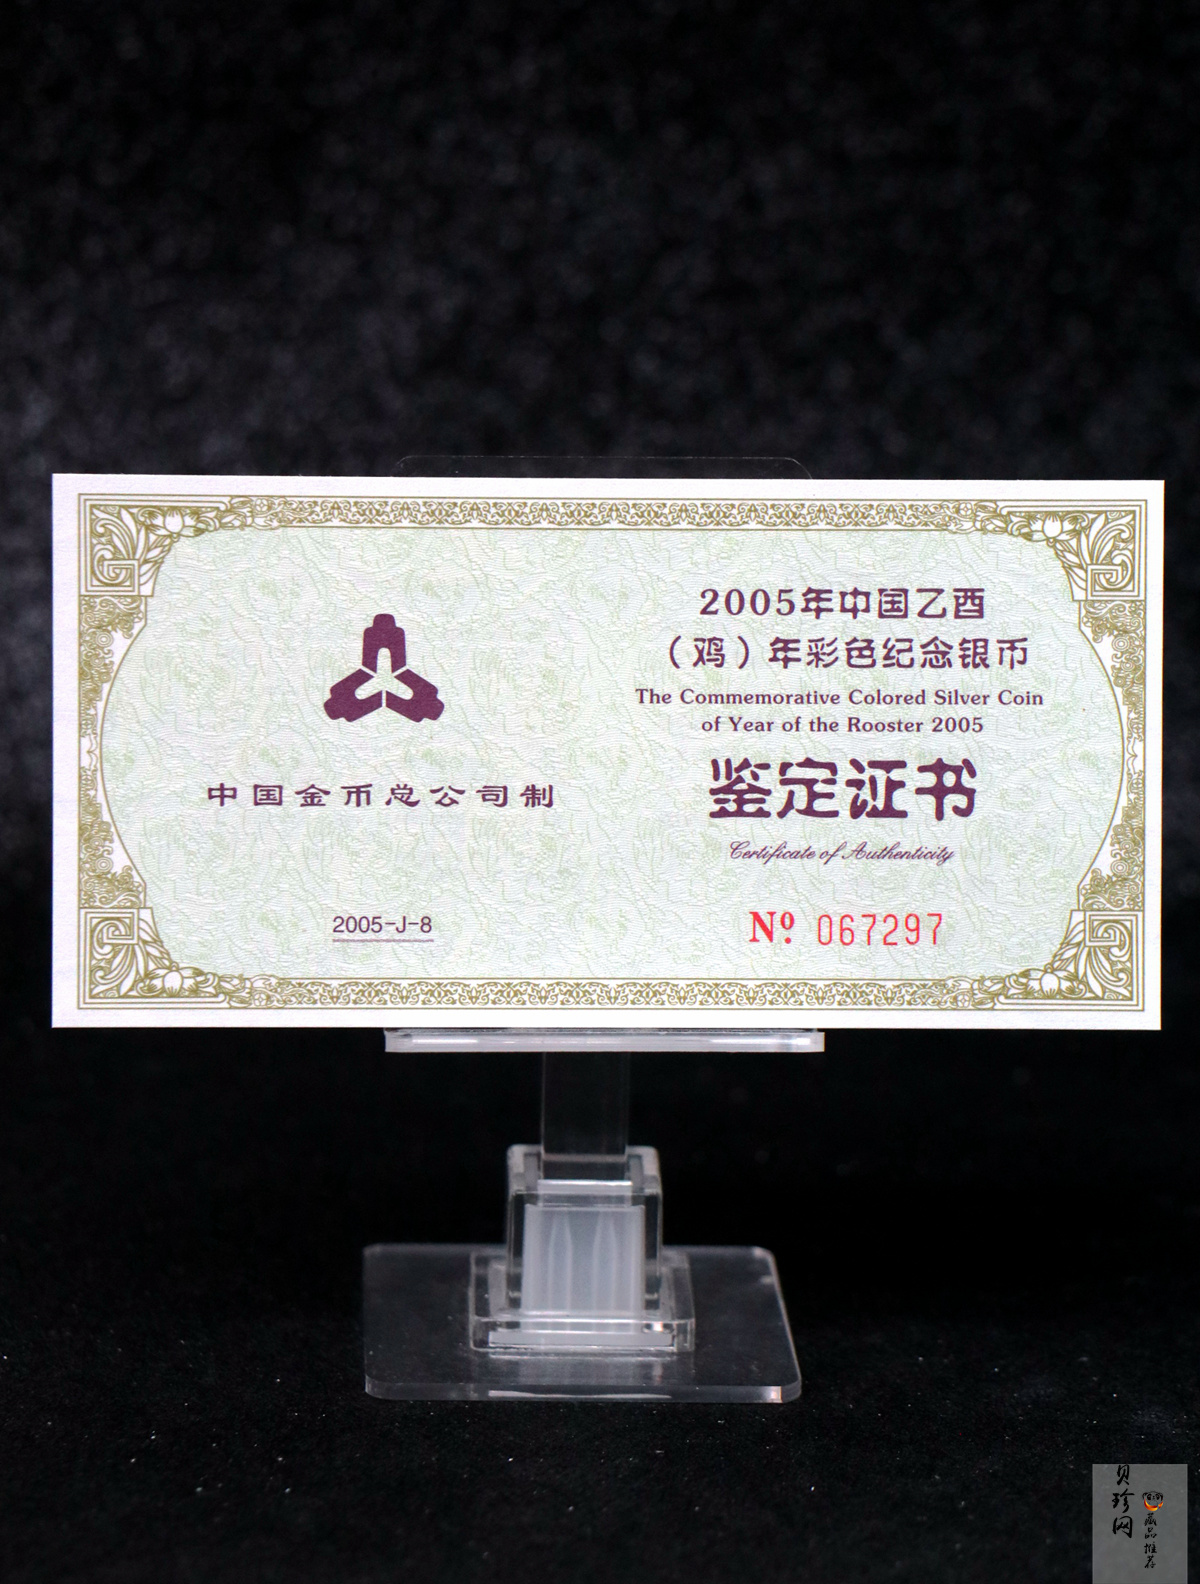 中国金币总公司制
2005-J-8
2005年中国乙酉
（鸡）年彩色纪念银币
The Commemorative Colored Silver Coin
of Year of the Rooster 2005
鉴定证书
Certificate of Authenticity
Nº 067297
贝珍网
藏品推荐